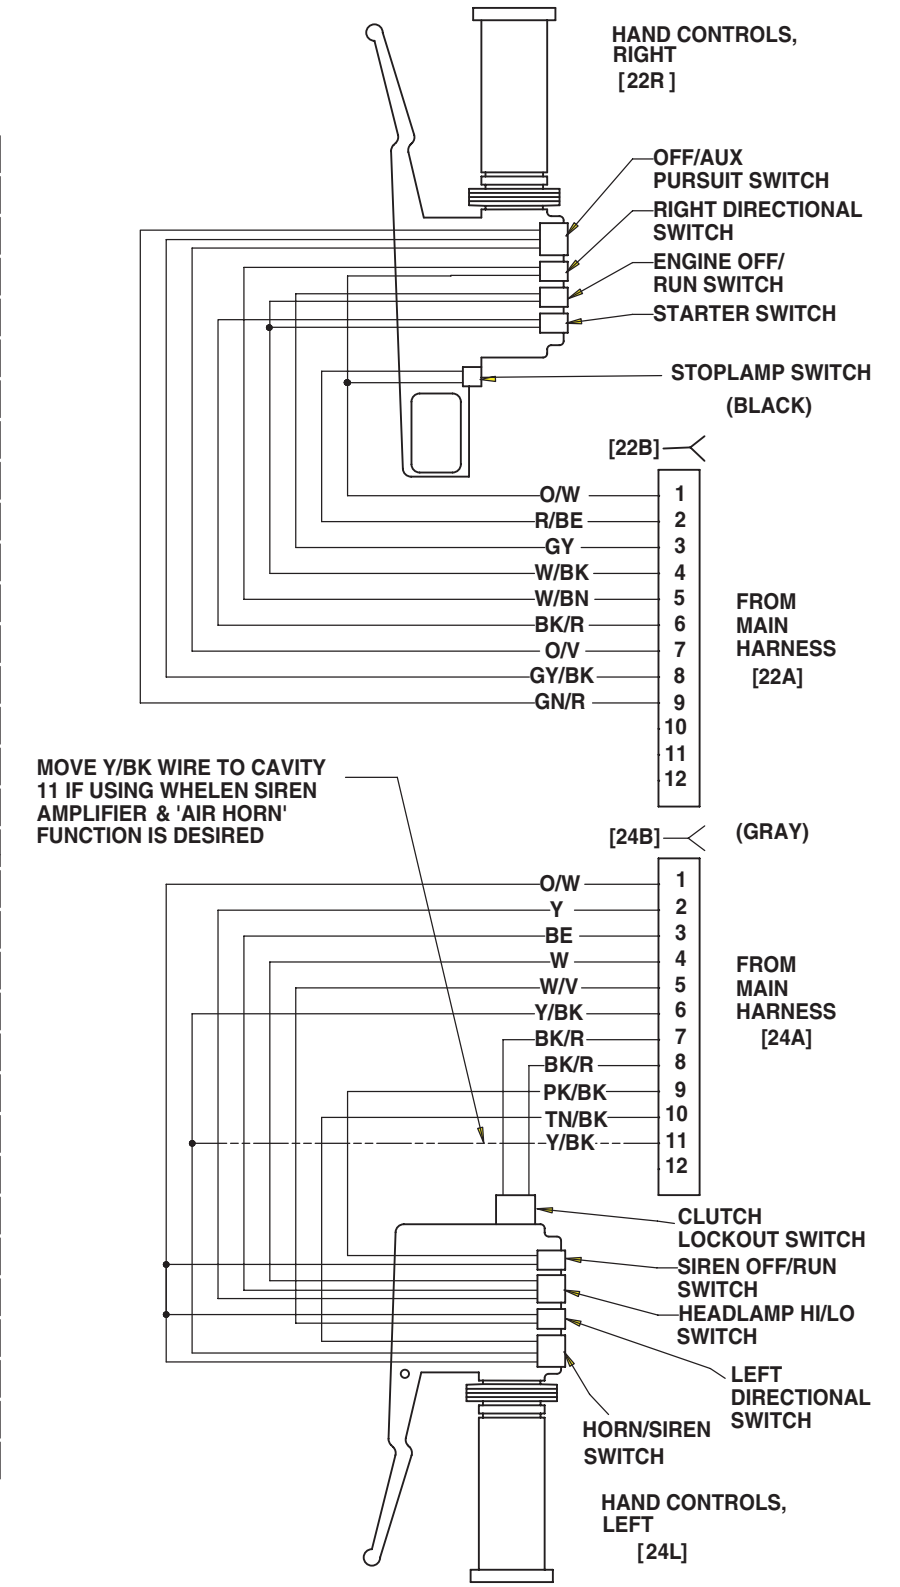 HAND CONTROLS,
RIGHT
[22R ]
OFF/AUX
PURSUIT SWITCH
RIGHT DIRECTIONAL
SWITCH
ENGINE OFF/
RUN SWITCH
STARTER SWITCH
STOPLAMP SWITCH
(BLACK)
[22B]
O/W 1
R/BE 2
GY 3
W/BK 4
W/BN 5
BK/R 6
O/V 7
GY/BK 8
GN/R 9
10
11
12
FROM
MAIN
HARNESS
[22A]
MOVE Y/BK WIRE TO CAVITY
11 IF USING WHELEN SIREN
AMPLIFIER & 'AIR HORN'
FUNCTION IS DESIRED
[24B]
(GRAY)
O/W 1
Y 2
BE 3
W 4
W/V 5
Y/BK 6
BK/R 7
BK/R 8
PK/BK 9
TN/BK 10
Y/BK 11
12
FROM
MAIN
HARNESS
[24A]
CLUTCH
LOCKOUT SWITCH
SIREN OFF/RUN
SWITCH
HEADLAMP HI/LO
SWITCH
LEFT
DIRECTIONAL
SWITCH
HORN/SIREN
SWITCH
HAND CONTROLS,
LEFT
[24L]